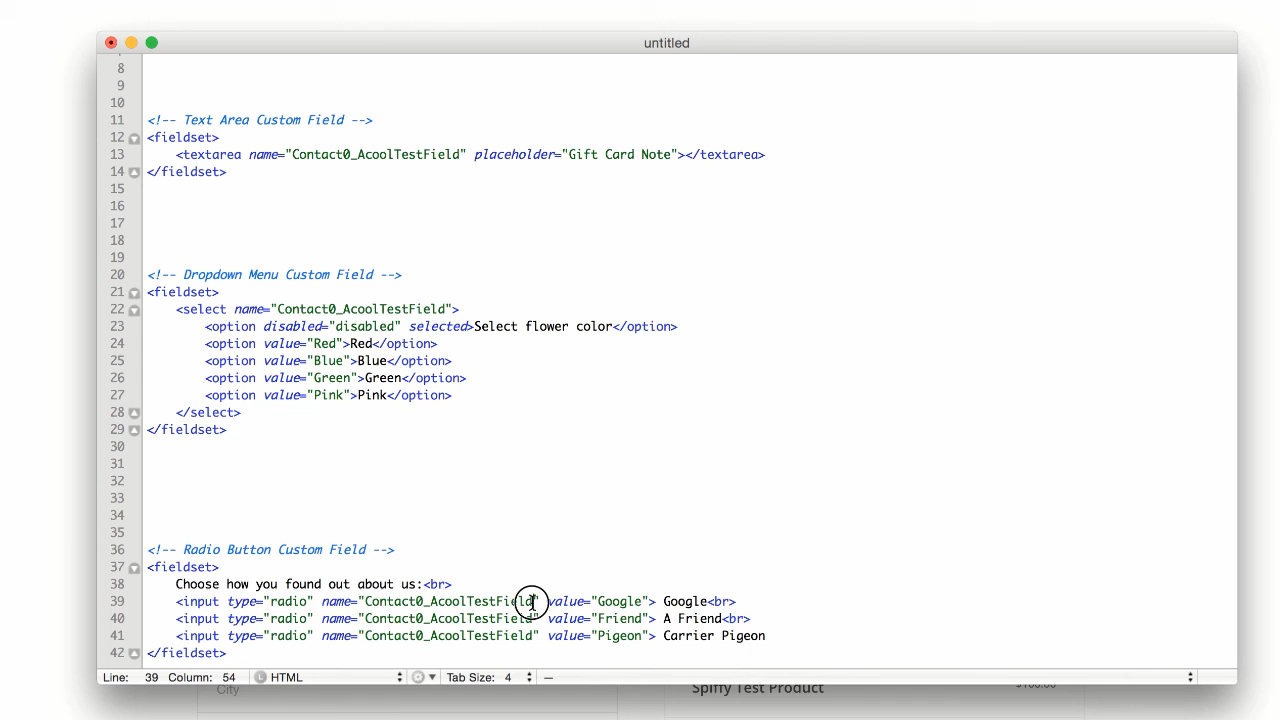 untitled
8
9
10
11 <!-- Text Area Custom Field -->
12 <fieldset>
13 <textarea name="Contact0_AcoolTestField" placeholder="Gift Card Note"></textarea>
14 </fieldset>
15
16
17
18
19
20 <!-- Dropdown Menu Custom Field -->
21 <fieldset>
22 <select name="Contact0_AcoolTestField">
23 <option disabled="disabled" selected>Select flower color</option>
24 <option value="Red">Red</option>
25 <option value="Blue">Blue</option>
26 <option value="Green">Green</option>
27 <option value="Pink">Pink</option>
28 </select>
29 </fieldset>
30
31
32
33
34
35
36 <!-- Radio Button Custom Field -->
37 <fieldset>
38 Choose how you found out about us:<br>
39 <input type="radio" name="Contact0_AcoolTestField" value="Google"> Google<br>
40 <input type="radio" name="Contact0_AcoolTestField" value="Friend"> A Friend<br>
41 <input type="radio" name="Contact0_AcoolTestField" value="Pigeon"> Carrier Pigeon
42 </fieldset>
Line: 39 Column: 54 L HTML Tab Size: 4 —
City Spiffy Test Product